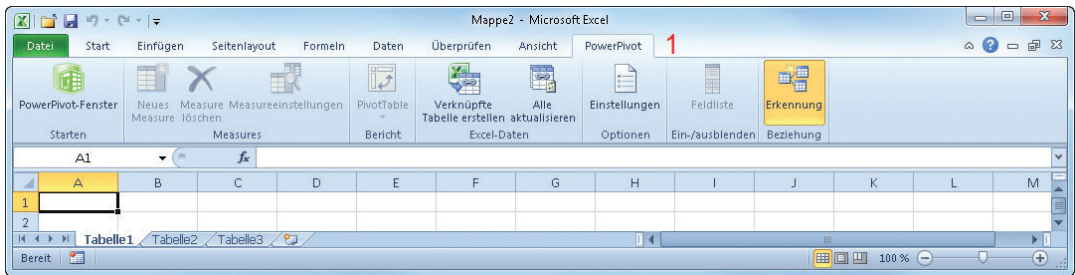 Mappe2 - Microsoft Excel
Datei Start Einfügen Seitenlayout Formeln Daten Überprüfen Ansicht PowerPivot 1
PowerPivot-Fenster Neues Measure Measureeinstellungen PivotTable Verknüpfte Alle Einstellungen Feldliste Erkennung
Measure löschen Tabelle erstellen aktualisieren
Starten Measures Bericht Excel-Daten Optionen Ein-/ausblenden Beziehung
A1 fx
A B C D E F G H I J K L M
1
2
Tabelle1 Tabelle2 Tabelle3
Bereit 100 %